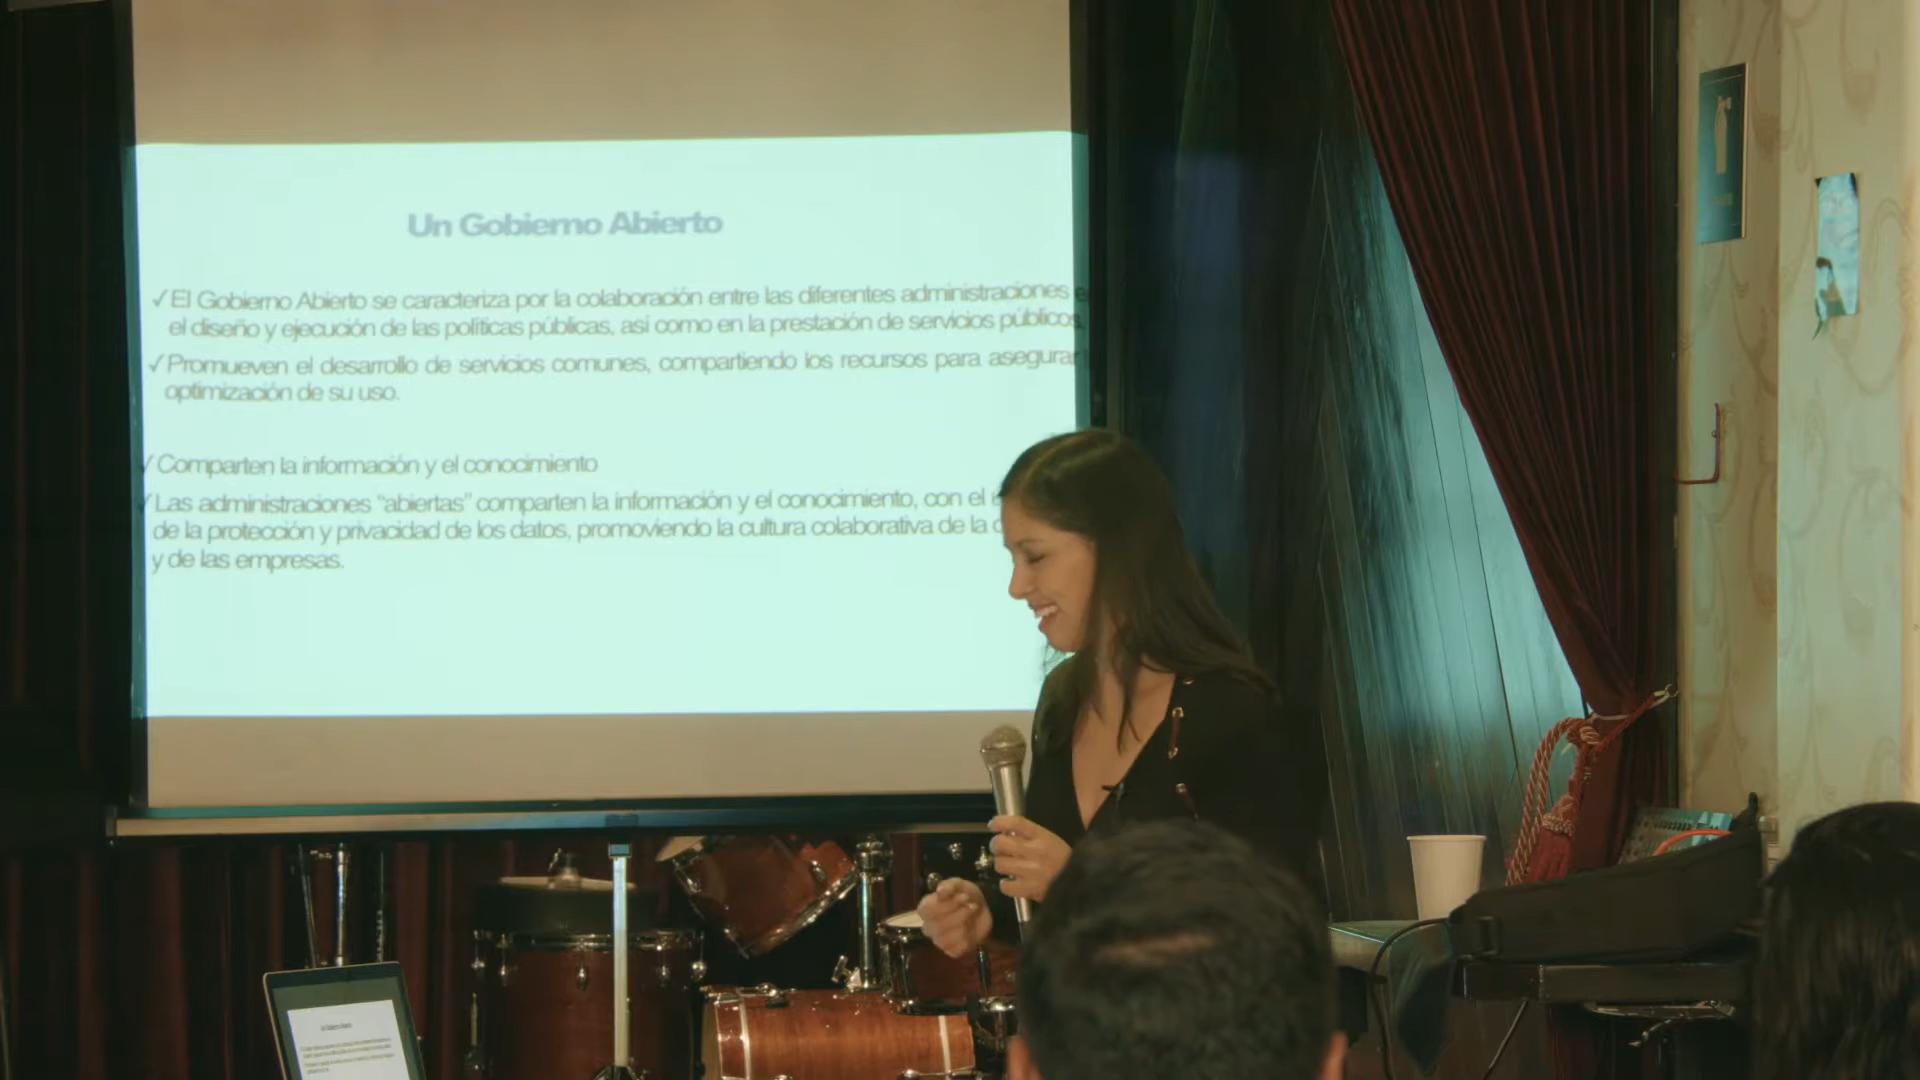 Un Gobierno Abierto
✓ El Gobierno Abierto se caracteriza por la colaboración entre las diferentes administraciones
el diseño y ejecución de las políticas públicas, así como en la prestación de servicios públicos,
✓ Promueven el desarrollo de servicios comunes, compartiendo los recursos para asegurar
optimización de su uso.
✓ Comparten la información y el conocimiento
✓ Las administraciones "abiertas" comparten la información y el conocimiento, con el
de la protección y privacidad de los datos, promoviendo la cultura colaborativa de la
y de las empresas.